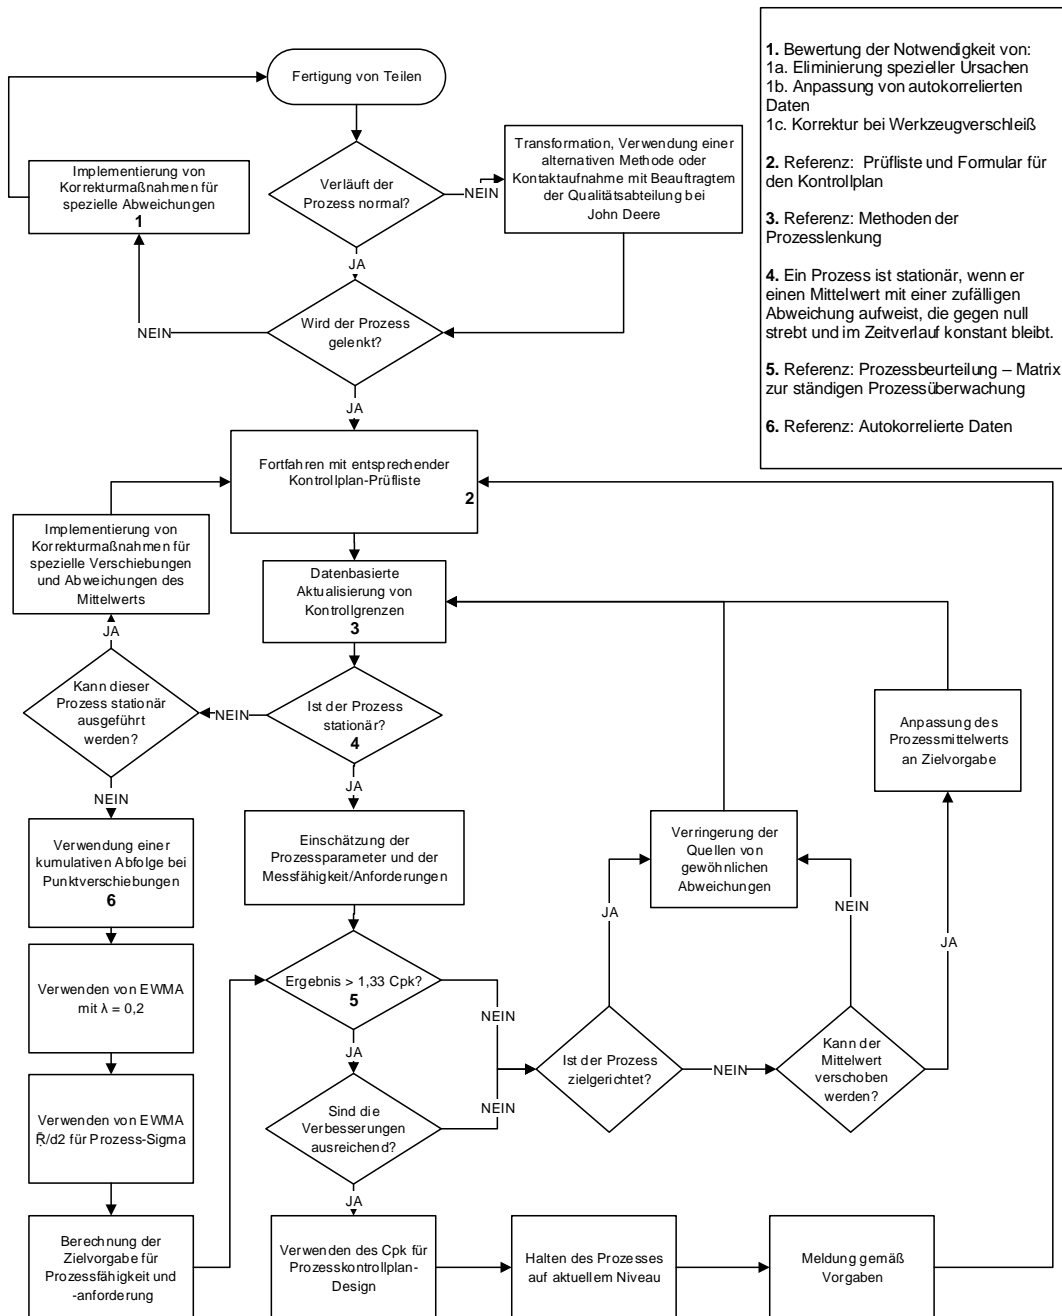 Fertigung von Teilen
Implementierung von
Korrekturmaßnahmen für
spezielle Abweichungen
1
Verläuft der
Prozess normal?
NEIN
Transformation, Verwendung einer
alternativen Methode oder
Kontaktaufnahme mit Beauftragtem
der Qualitätsabteilung bei
John Deere
JA
NEIN
Wird der Prozess
gelenkt?
JA
1. Bewertung der Notwendigkeit von:
1a. Eliminierung spezieller Ursachen
1b. Anpassung von autokorrelierten
Daten
1c. Korrektur bei Werkzeugverschleiß
2. Referenz: Prüfliste und Formular für
den Kontrollplan
3. Referenz: Methoden der
Prozesslenkung
4. Ein Prozess ist stationär, wenn er
einen Mittelwert mit einer zufälligen
Abweichung aufweist, die gegen null
strebt und im Zeitverlauf konstant bleibt.
5. Referenz: Prozessbeurteilung – Matrix
zur ständigen Prozessüberwachung
6. Referenz: Autokorrelierte Daten
Fortfahren mit entsprechender
Kontrollplan-Prüfliste
2
Implementierung von
Korrekturmaßnahmen für
spezielle Verschiebungen
und Abweichungen des
Mittelwerts
Datenbasierte
Aktualisierung von
Kontrollgrenzen
3
JA
Kann dieser
Prozess stationär
ausgeführt
werden?
NEIN
Ist der Prozess
stationär?
4
Anpassung des
Prozessmittelwerts
an Zielvorgabe
NEIN
JA
Verwendung einer
kumulativen Abfolge bei
Punktverschiebungen
6
Einschätzung der
Prozessparameter und der
Messfähigkeit/Anforderungen
Verringerung der
Quellen von
gewöhnlichen
Abweichungen
JA
NEIN
JA
Verwenden von EWMA
mit λ = 0,2
Ergebnis > 1,33 Cpk?
5
NEIN
JA
Ist der Prozess
zielgerichtet?
NEIN
Kann der
Mittelwert
verschoben
werden?
Verwenden von EWMA
R̄/d2 für Prozess-Sigma
Sind die
Verbesserungen
ausreichend?
NEIN
JA
Berechnung der
Zielvorgabe für
Prozessfähigkeit und
-anforderung
Verwenden des Cpk für
Prozesskontrollplan-
Design
Halten des Prozesses
auf aktuellem Niveau
Meldung gemäß
Vorgaben